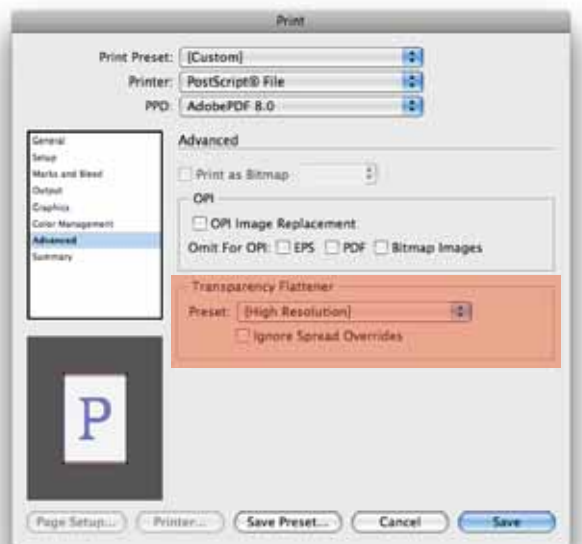 Print
Print Preset: [Custom]
Printer: PostScript® File
PPD: AdobePDF 8.0
General
Setup
Marks and Bleed
Output
Graphics
Color Management
Advanced
Summary
Advanced
Print as Bitmap
OPI
OPI Image Replacement
Omit For OPI: EPS PDF Bitmap Images
Transparency Flattener
Preset: [High Resolution]
Ignore Spread Overrides
P
Page Setup... Printer... Save Preset... Cancel Save